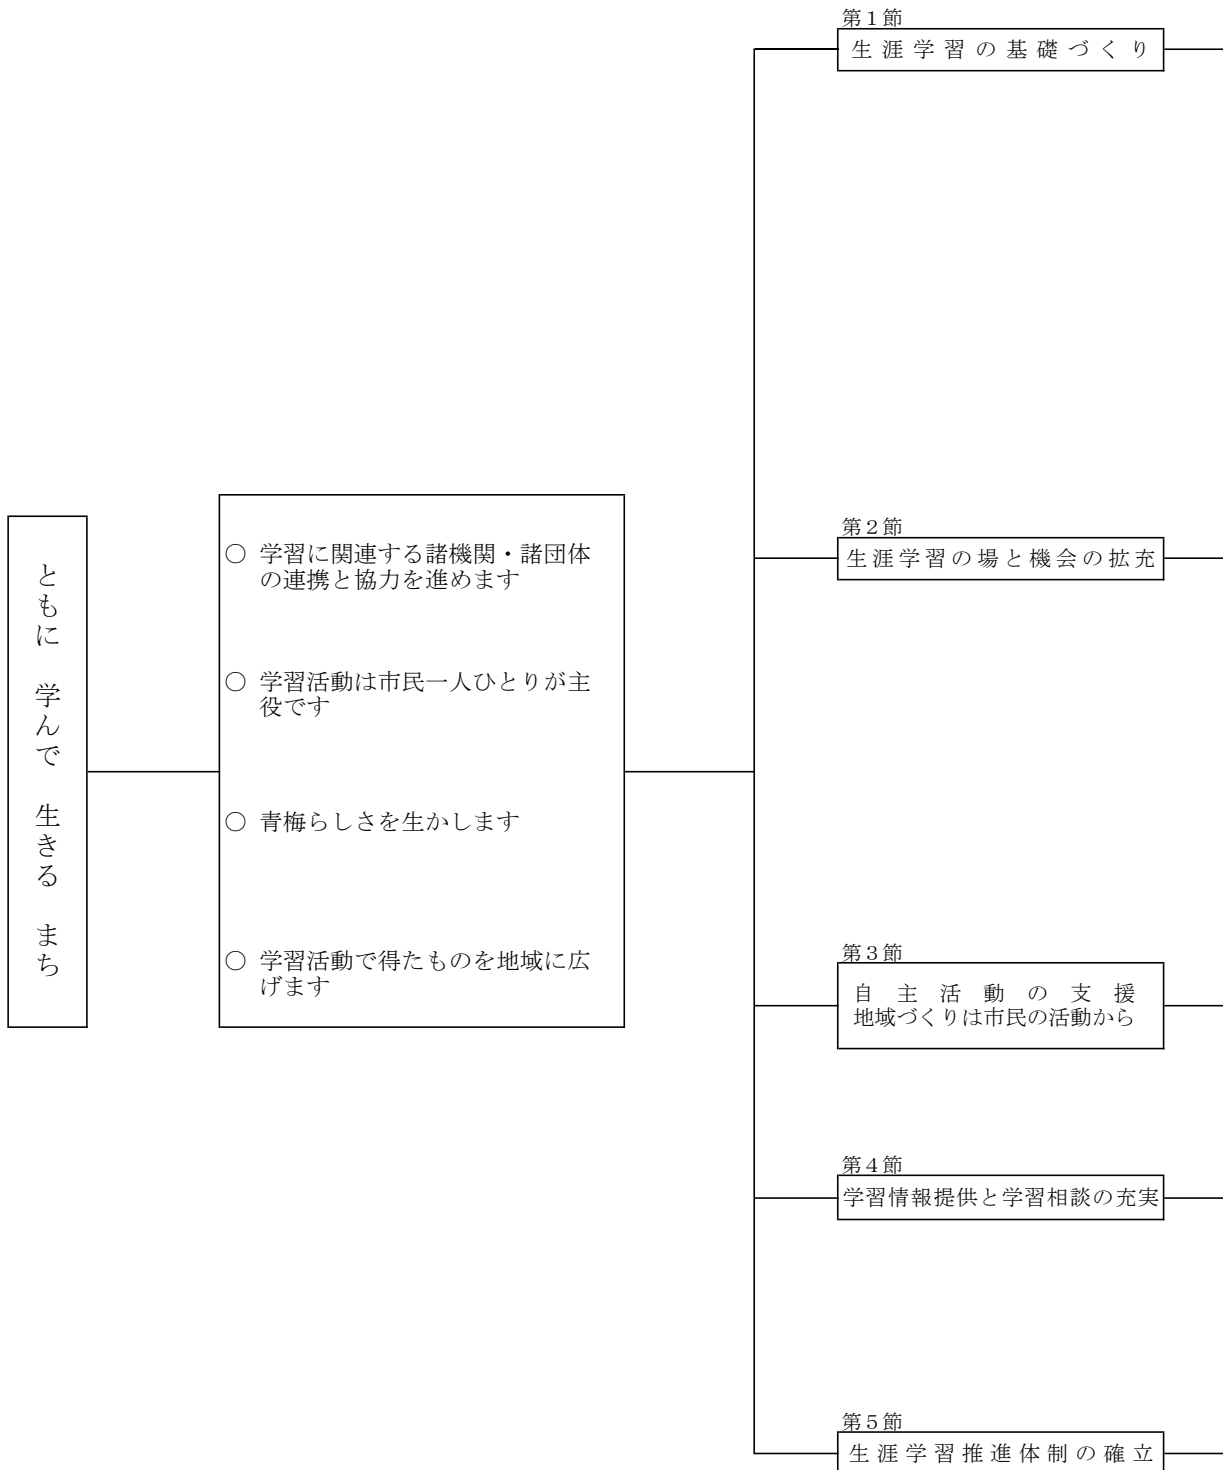 ともに 学んで 生きる まち
○ 学習に関連する諸機関・諸団体
の連携と協力を進めます
○ 学習活動は市民一人ひとりが主
役です
○ 青梅らしさを生かします
○ 学習活動で得たものを地域に広
げます
第１節
生涯学習の基礎づくり
第２節
生涯学習の場と機会の拡充
第３節
自主活動の支援
地域づくりは市民の活動から
第４節
学習情報提供と学習相談の充実
第５節
生涯学習推進体制の確立